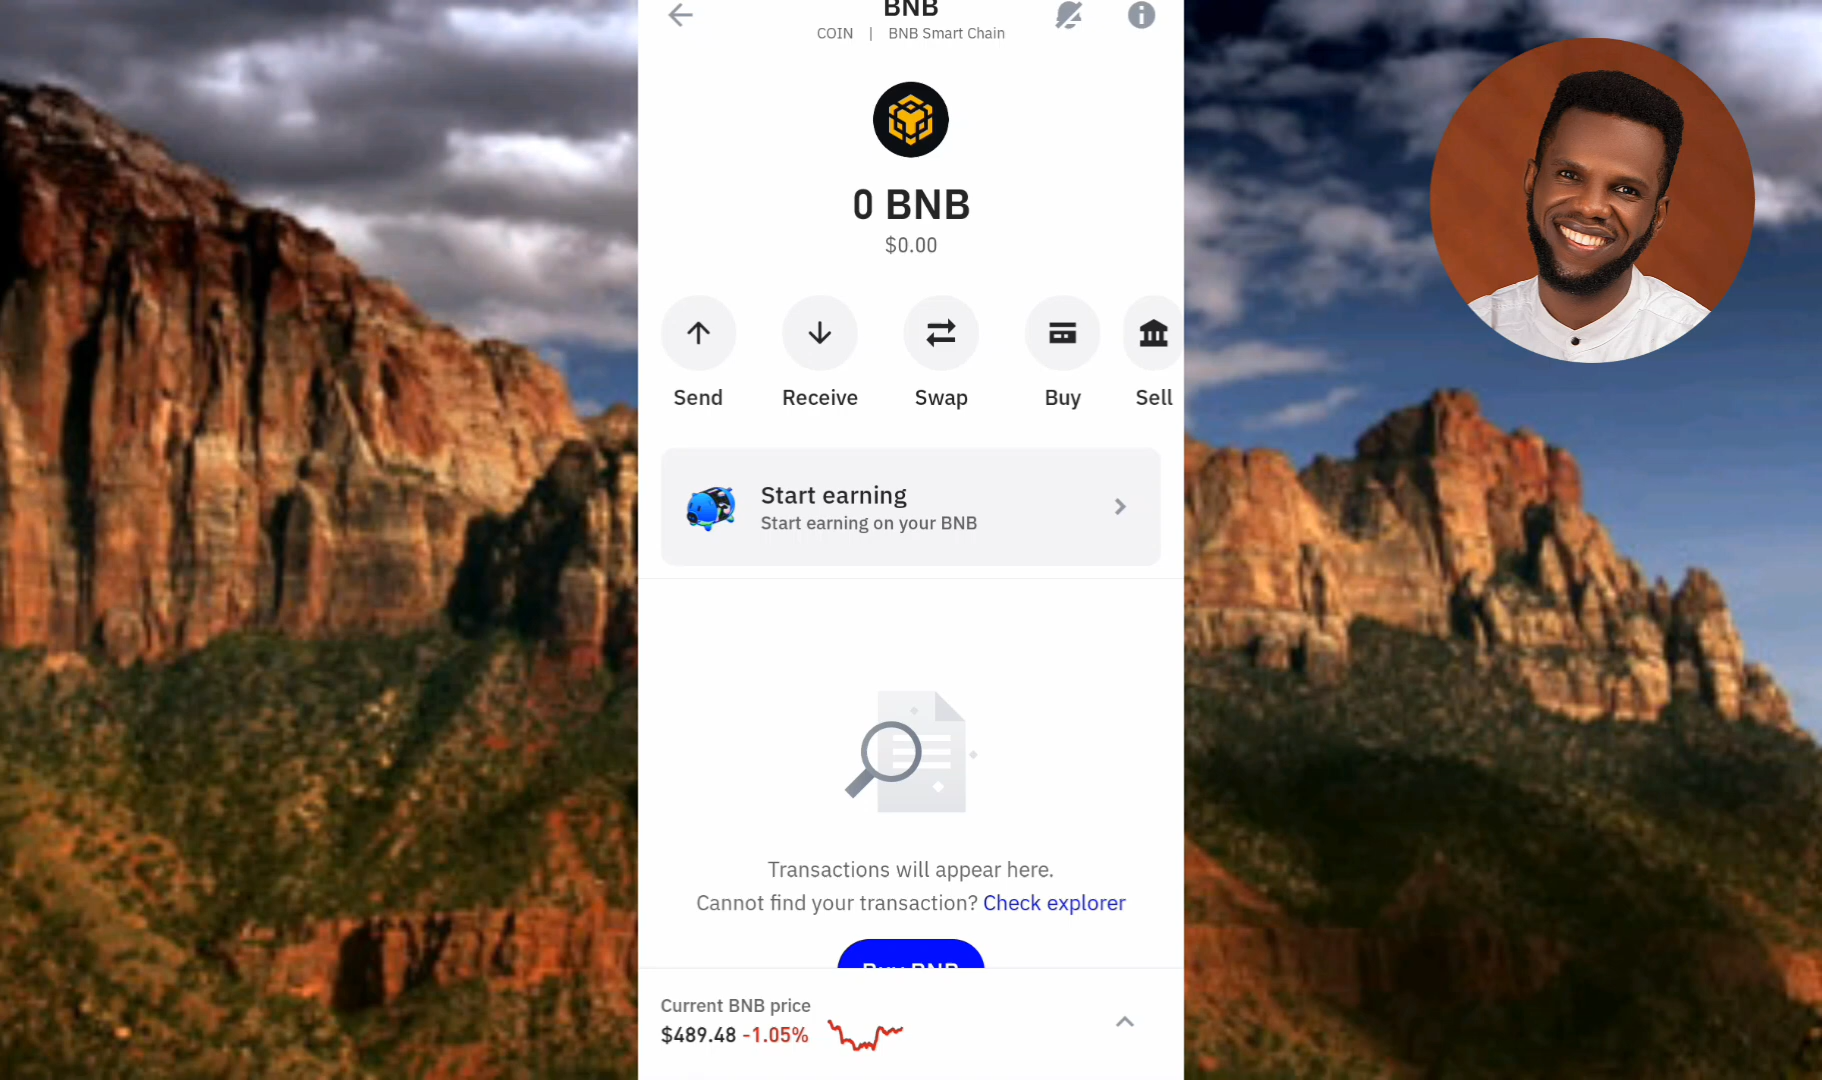 BNB
COIN | BNB Smart Chain
0 BNB
$0.00
Send Receive Swap Buy Sell
Start earning
Start earning on your BNB
Transactions will appear here.
Cannot find your transaction? Check explorer
Buy BNB
Current BNB price
$489.48 -1.05%